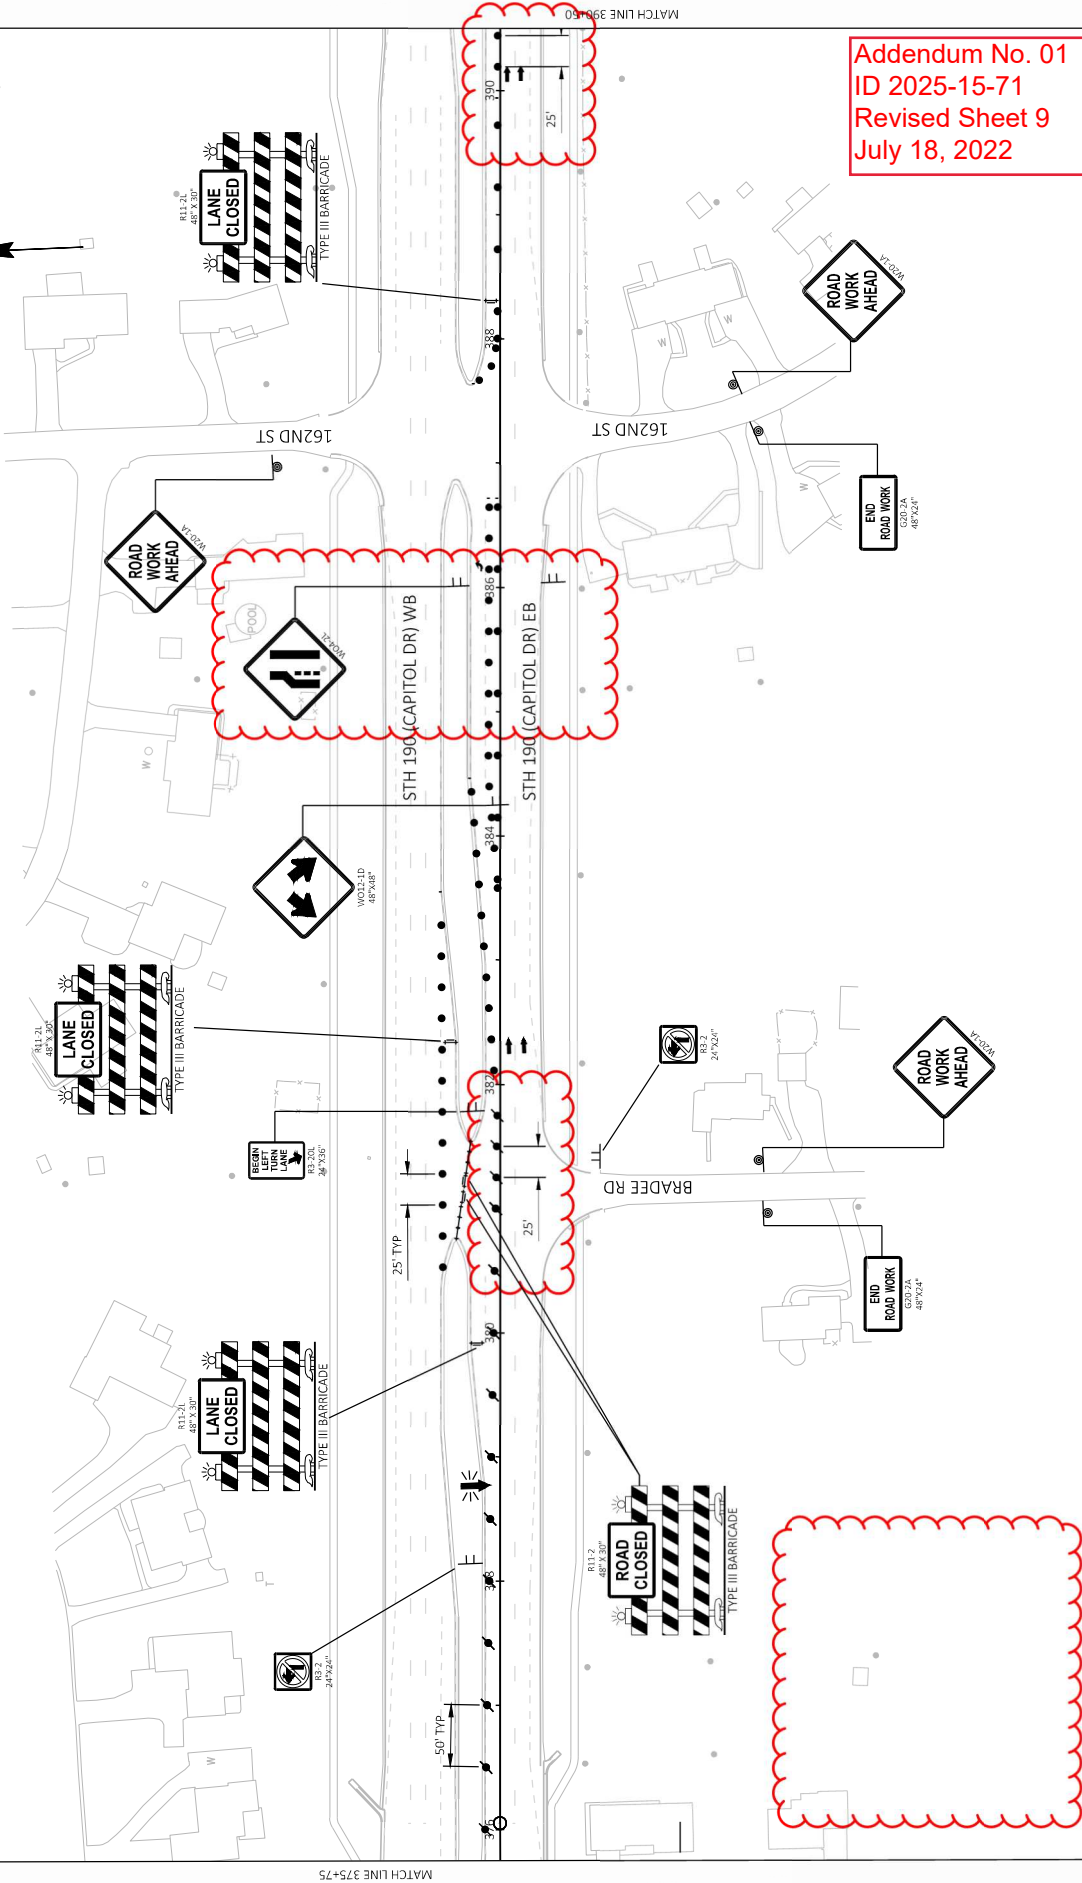 MATCH LINE 390+50
Addendum No. 01
ID 2025-15-71
Revised Sheet 9
July 18, 2022
390
25'
R11-2L
48" X 30"
LANE
CLOSED
TYPE III BARRICADE
ROAD
WORK
AHEAD
W20-1A
388
W
W
162ND ST
162ND ST
W
END
ROAD WORK
G20-2A
48"X24"
ROAD
WORK
AHEAD
W20-1A
386
POOL
W04-2L
STH 190 (CAPITOL DR) WB
STH 190 (CAPITOL DR) EB
W
384
WO12-1D
48"X48"
R11-2L
48" X 30"
LANE
CLOSED
TYPE III BARRICADE
R3-2
24"X24"
ROAD
WORK
AHEAD
W20-1A
382
BEGIN
LEFT
TURN
LANE
R3-20L
24"X36"
BRADEE RD
25' TYP
25'
END
ROAD WORK
G20-2A
48"X24"
380
R11-2L
48" X 30"
LANE
CLOSED
TYPE III BARRICADE
R11-2
48" X 30"
ROAD
CLOSED
TYPE III BARRICADE
378
T
R3-2
24"X24"
50' TYP
W
376
MATCH LINE 375+75